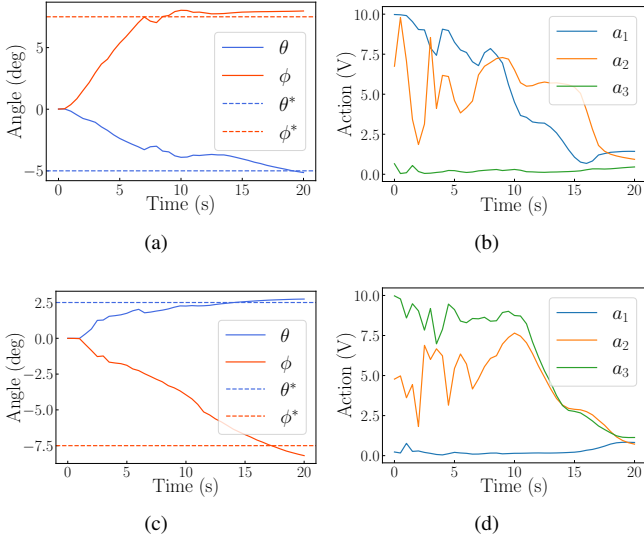 Angle (deg)
5
0
−5
0
5
10
15
20
Time (s)
θ
ϕ
θ*
ϕ*
(a)
Action (V)
10.0
7.5
5.0
2.5
0.0
0
5
10
15
20
Time (s)
a₁
a₂
a₃
(b)
Angle (deg)
2.5
0.0
−2.5
−5.0
−7.5
0
5
10
15
20
Time (s)
θ
ϕ
θ*
ϕ*
(c)
Action (V)
10.0
7.5
5.0
2.5
0.0
0
5
10
15
20
Time (s)
a₁
a₂
a₃
(d)